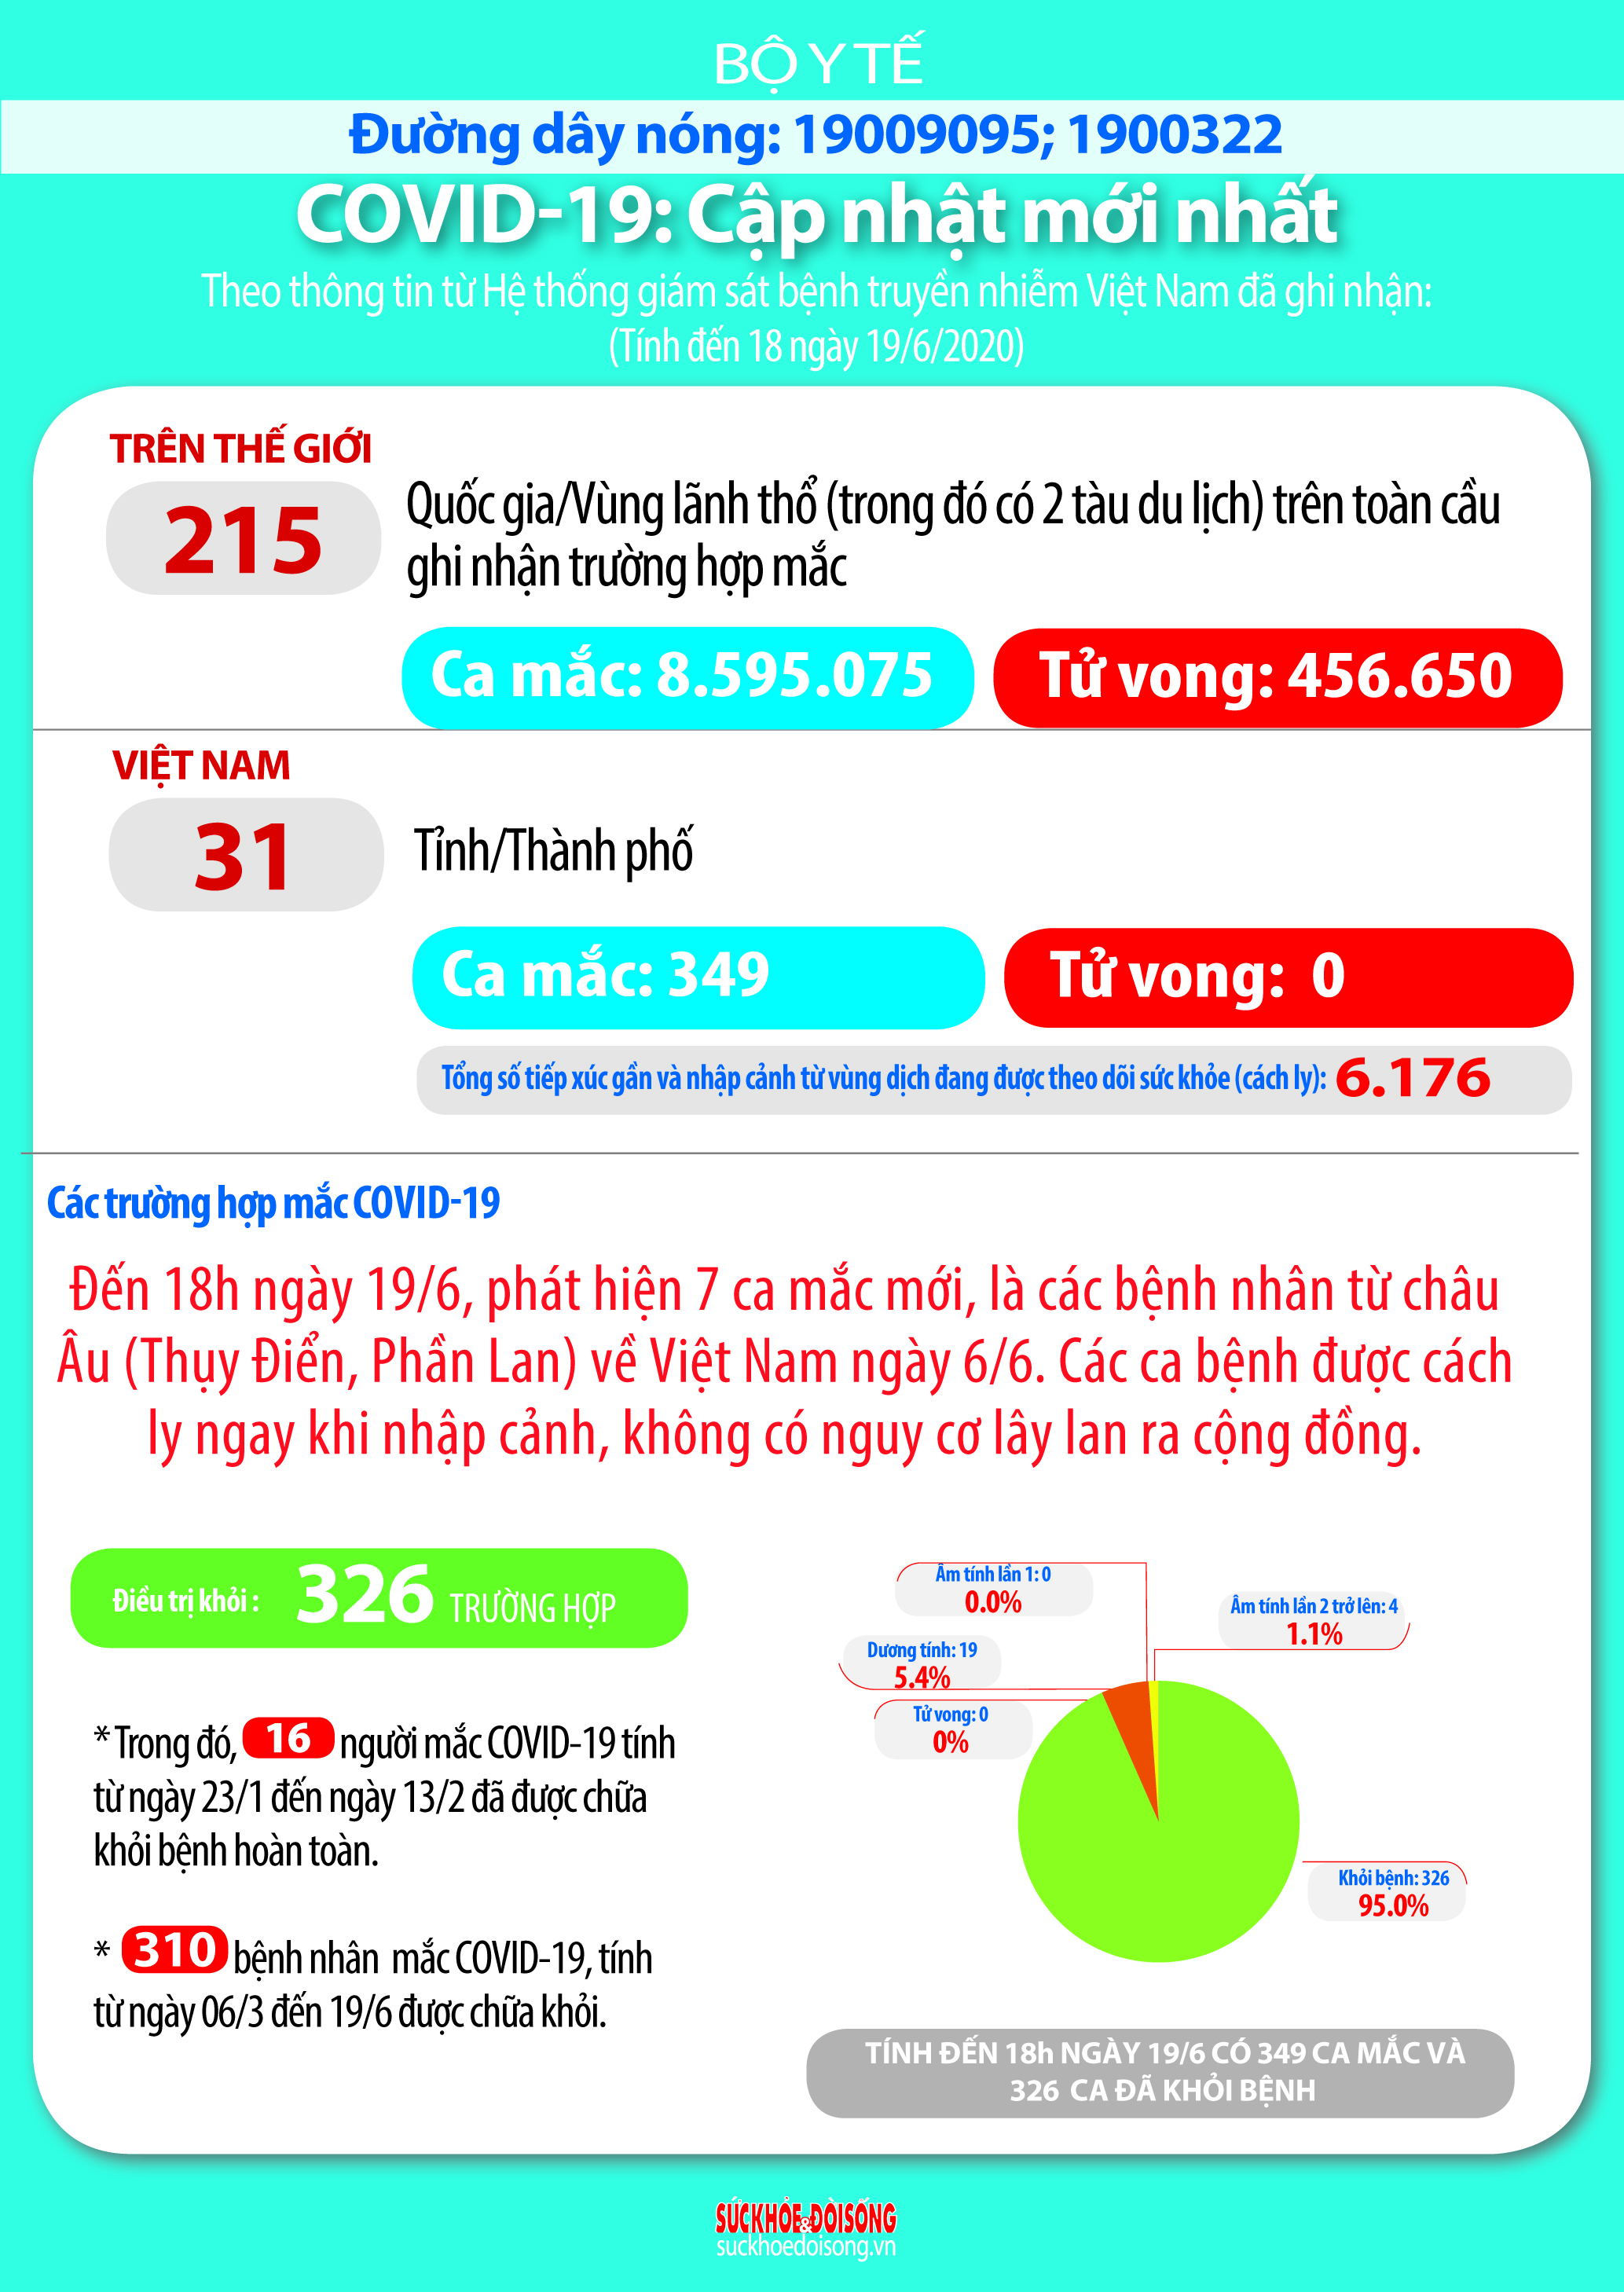 BỘ Y TẾ
Đường dây nóng: 19009095; 1900322
COVID-19: Cập nhật mới nhất
Theo thông tin từ Hệ thống giám sát bệnh truyền nhiễm Việt Nam đã ghi nhận:
(Tính đến 18 ngày 19/6/2020)
TRÊN THẾ GIỚI
215
Quốc gia/Vùng lãnh thổ (trong đó có 2 tàu du lịch) trên toàn cầu
ghi nhận trường hợp mắc
Ca mắc: 8.595.075
Tử vong: 456.650
VIỆT NAM
31
Tỉnh/Thành phố
Ca mắc: 349
Tử vong: 0
Tổng số tiếp xúc gần và nhập cảnh từ vùng dịch đang được theo dõi sức khỏe (cách ly): 6.176
Các trường hợp mắc COVID-19
Đến 18h ngày 19/6, phát hiện 7 ca mắc mới, là các bệnh nhân từ châu
Âu (Thụy Điển, Phần Lan) về Việt Nam ngày 6/6. Các ca bệnh được cách
ly ngay khi nhập cảnh, không có nguy cơ lây lan ra cộng đồng.
Điều trị khỏi : 326 TRƯỜNG HỢP
* Trong đó, 16 người mắc COVID-19 tính
từ ngày 23/1 đến ngày 13/2 đã được chữa
khỏi bệnh hoàn toàn.
* 310 bệnh nhân mắc COVID-19, tính
từ ngày 06/3 đến 19/6 được chữa khỏi.
Âm tính lần 1: 0
0.0%
Âm tính lần 2 trở lên: 4
1.1%
Dương tính: 19
5.4%
Tử vong: 0
0%
Khỏi bệnh: 326
95.0%
TÍNH ĐẾN 18h NGÀY 19/6 CÓ 349 CA MẮC VÀ
326 CA ĐÃ KHỎI BỆNH
SỨCKHỎE&ĐỜISỐNG
suckhoedoisong.vn